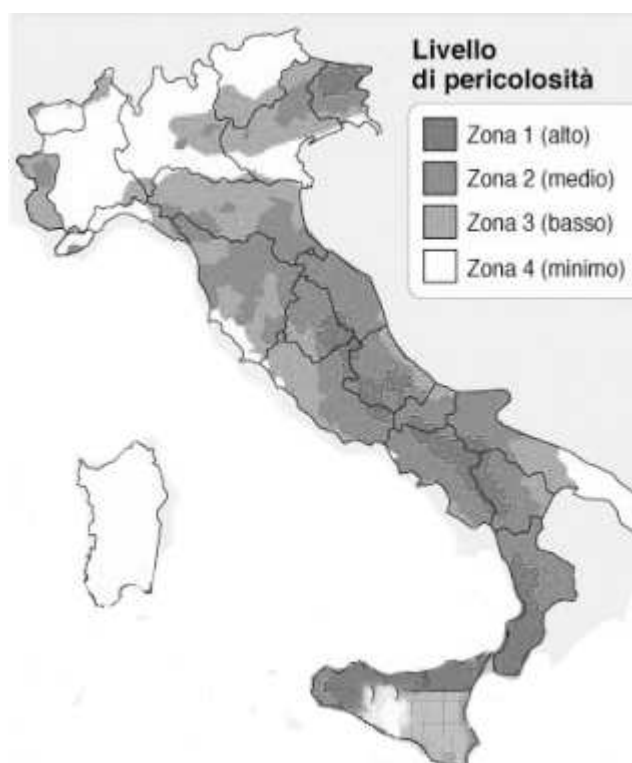 Livello
di pericolosità
Zona 1 (alto)
Zona 2 (medio)
Zona 3 (basso)
Zona 4 (minimo)